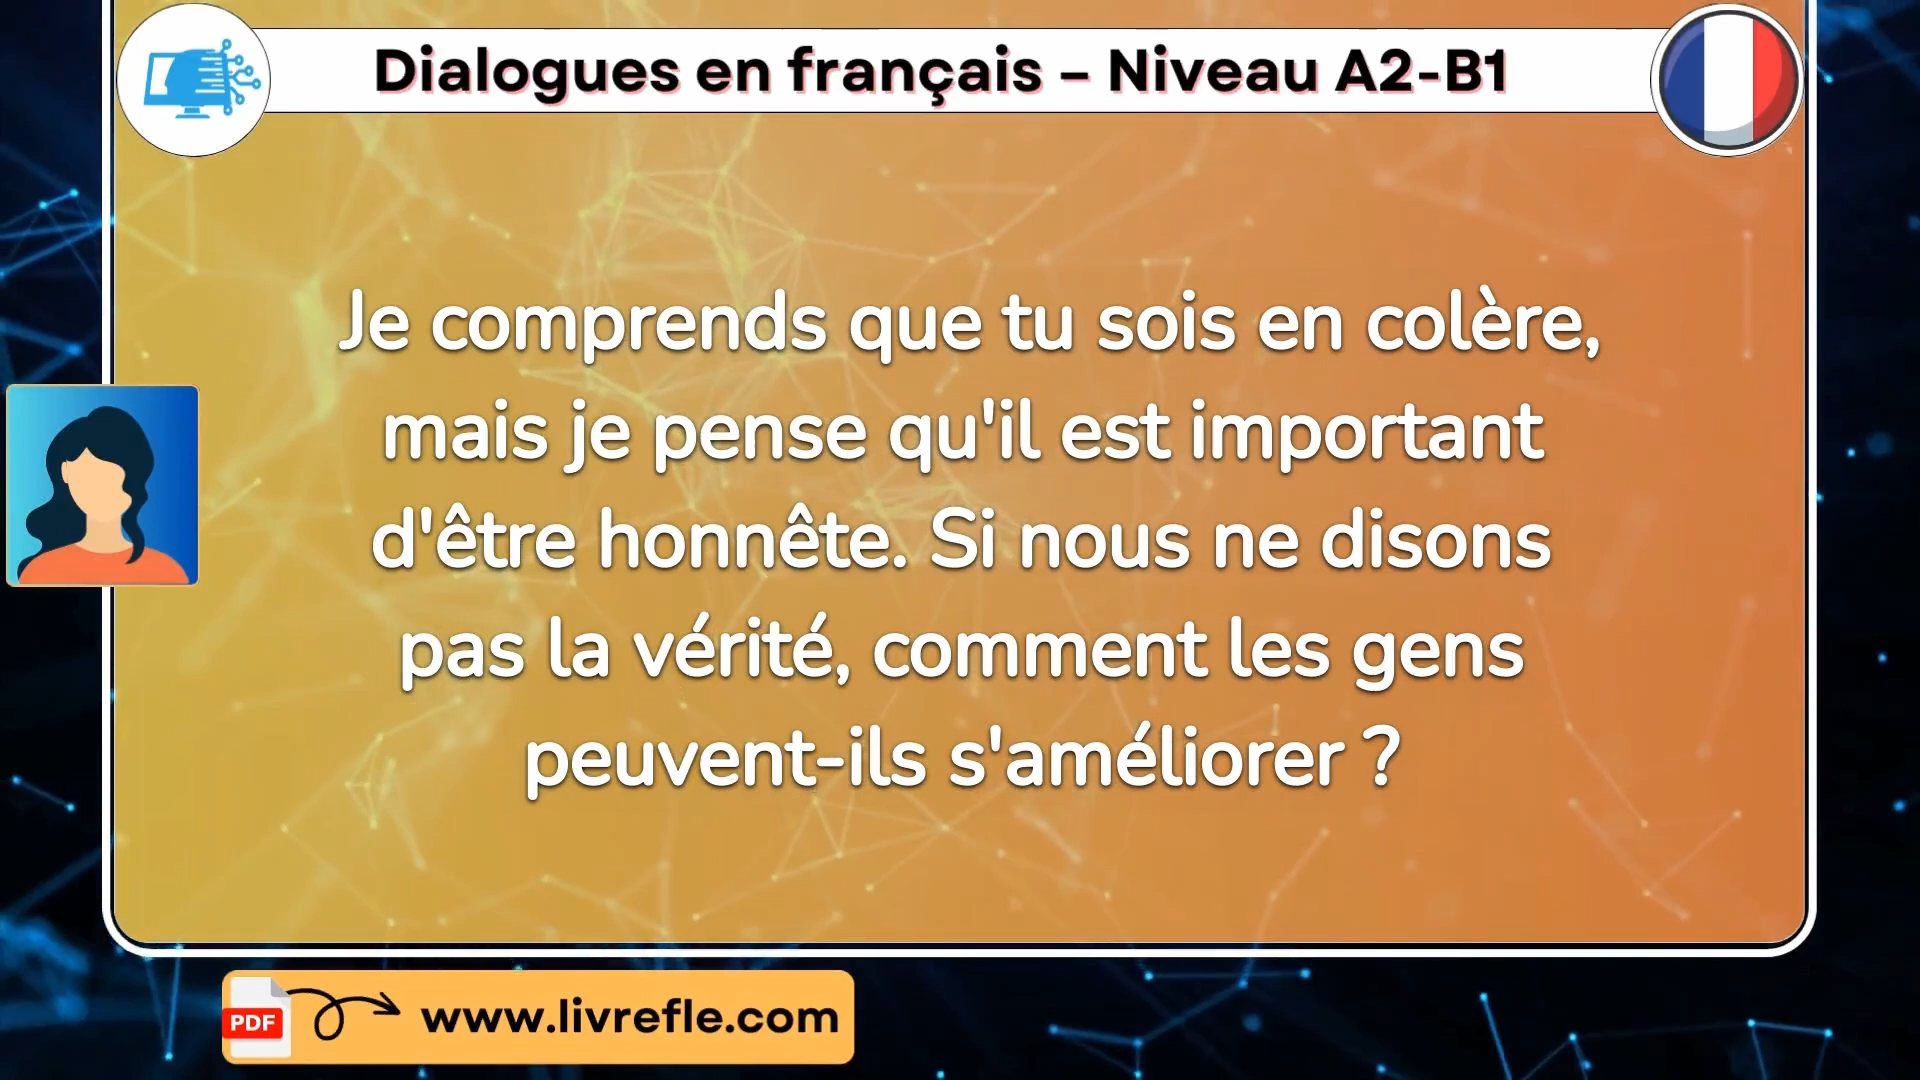 Dialogues en français – Niveau A2-B1
Je comprends que tu sois en colère,
mais je pense qu'il est important
d'être honnête. Si nous ne disons
pas la vérité, comment les gens
peuvent-ils s'améliorer ?
PDF
www.livrefle.com